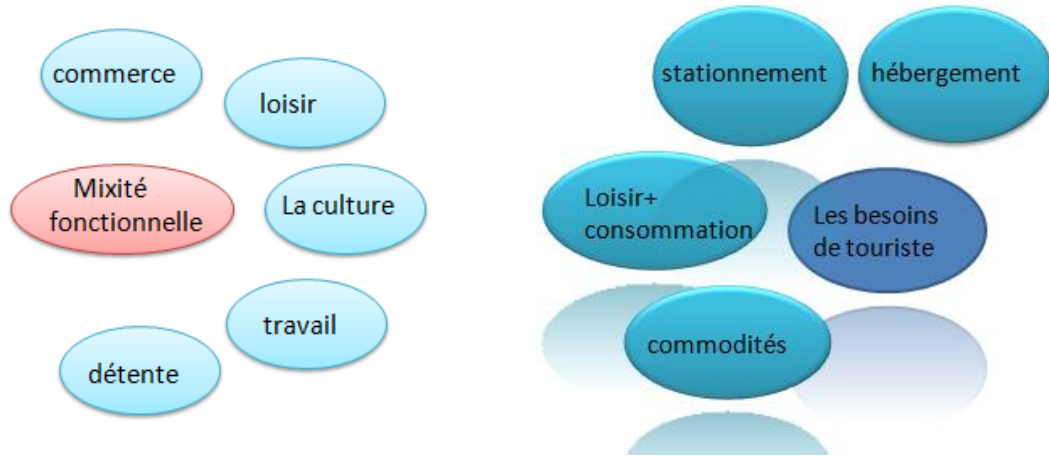 commerce
loisir
Mixité
fonctionnelle
La culture
travail
détente
stationnement
hébergement
Loisir+
consommation
Les besoins
de touriste
commodités